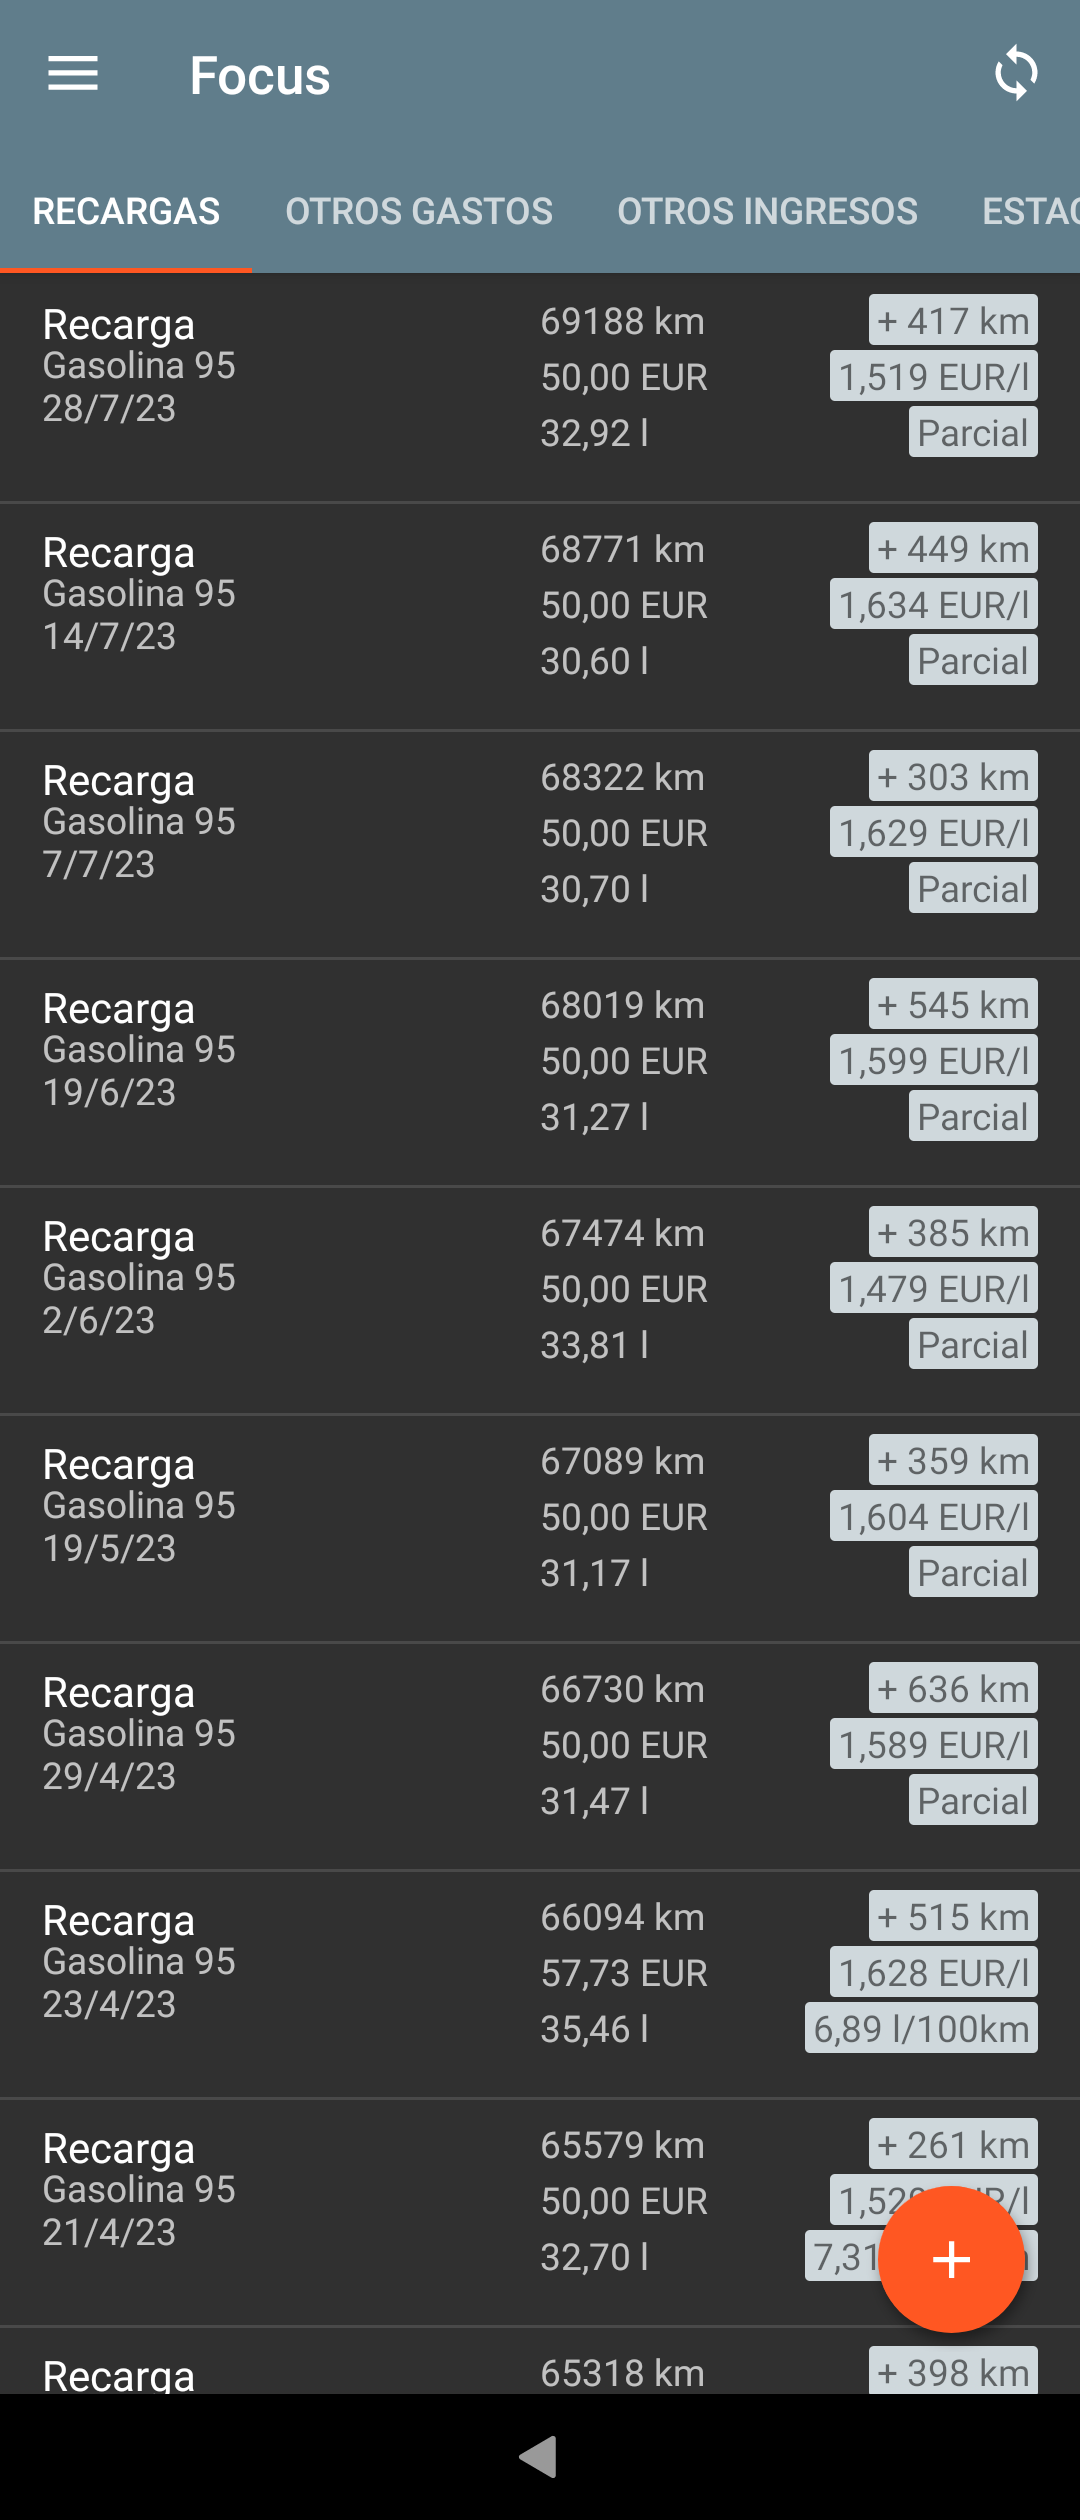 Focus
RECARGAS OTROS GASTOS OTROS INGRESOS
Recarga 69188 km + 417 km
Gasolina 95 50,00 EUR 1,519 EUR/l
28/7/23 32,92 l Parcial
Recarga 68771 km + 449 km
Gasolina 95 50,00 EUR 1,634 EUR/l
14/7/23 30,60 l Parcial
Recarga 68322 km + 303 km
Gasolina 95 50,00 EUR 1,629 EUR/l
7/7/23 30,70 l Parcial
Recarga 68019 km + 545 km
Gasolina 95 50,00 EUR 1,599 EUR/l
19/6/23 31,27 l Parcial
Recarga 67474 km + 385 km
Gasolina 95 50,00 EUR 1,479 EUR/l
2/6/23 33,81 l Parcial
Recarga 67089 km + 359 km
Gasolina 95 50,00 EUR 1,604 EUR/l
19/5/23 31,17 l Parcial
Recarga 66730 km + 636 km
Gasolina 95 50,00 EUR 1,589 EUR/l
29/4/23 31,47 l Parcial
Recarga 66094 km + 515 km
Gasolina 95 57,73 EUR 1,628 EUR/l
23/4/23 35,46 l 6,89 l/100km
Recarga 65579 km + 261 km
Gasolina 95 50,00 EUR
21/4/23 32,70 l 7,31
Recarga 65318 km + 398 km